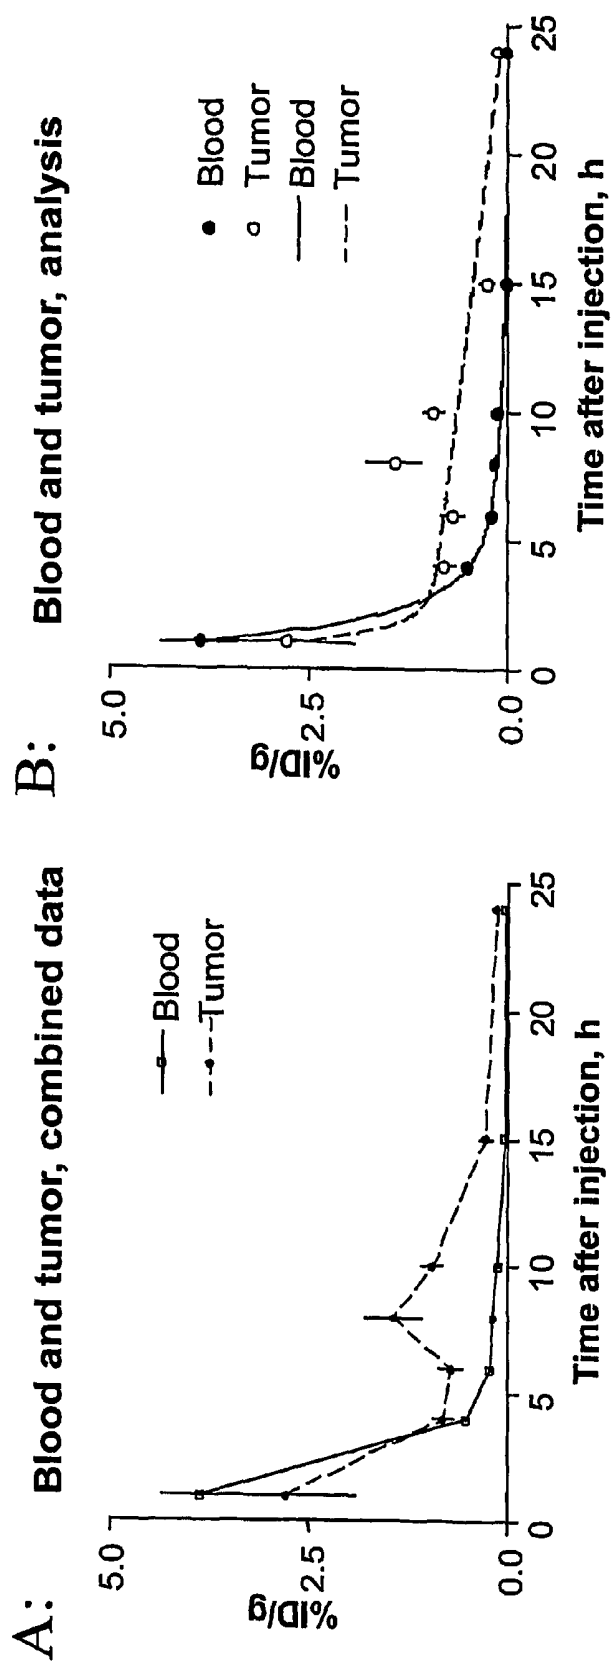 A:
Blood and tumor, combined data
5.0
2.5
0.0
%ID/g
Blood
Tumor
0
5
10
15
20
25
Time after injection, h
B:
Blood and tumor, analysis
5.0
2.5
0.0
%ID/g
Blood
Tumor
Blood
Tumor
0
5
10
15
20
25
Time after injection, h